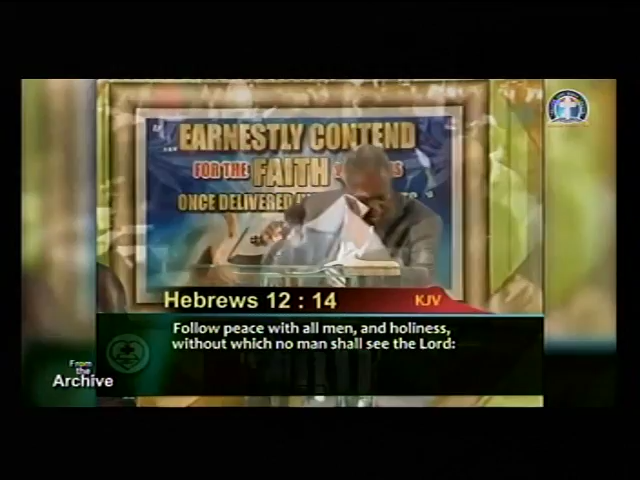 "...EARNESTLY CONTEND
FOR THE FAITH
ONCE DELIVERED
Hebrews 12 : 14
KJV
Follow peace with all men, and holiness,
without which no man shall see the Lord:
From
the
Archive